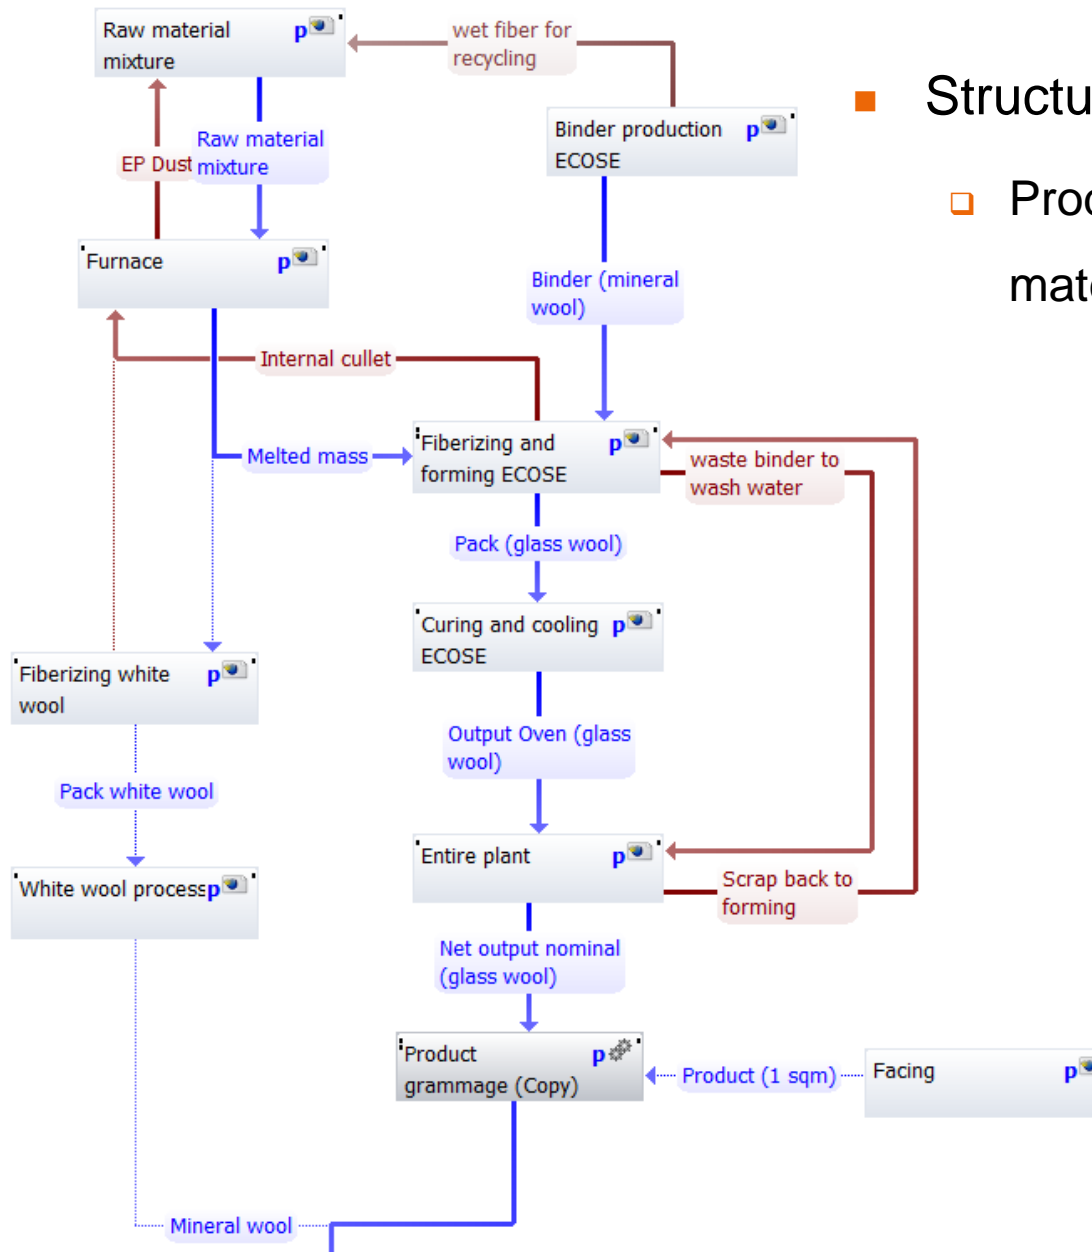 Raw material
mixture
p
wet fiber for
recycling
Structu
Binder production
ECOSE
p
EP Dust
Raw material
mixture
Proc
Furnace
p
Binder (mineral
wool)
Internal cullet
Fiberizing and
forming ECOSE
p
Melted mass
waste binder to
wash water
Pack (glass wool)
Curing and cooling
ECOSE
p
Fiberizing white
wool
p
Output Oven (glass
wool)
Pack white wool
Entire plant
p
White wool process
p
Scrap back to
forming
Net output nominal
(glass wool)
Product
grammage (Copy)
p
Product (1 sqm)
Facing
p
Mineral wool